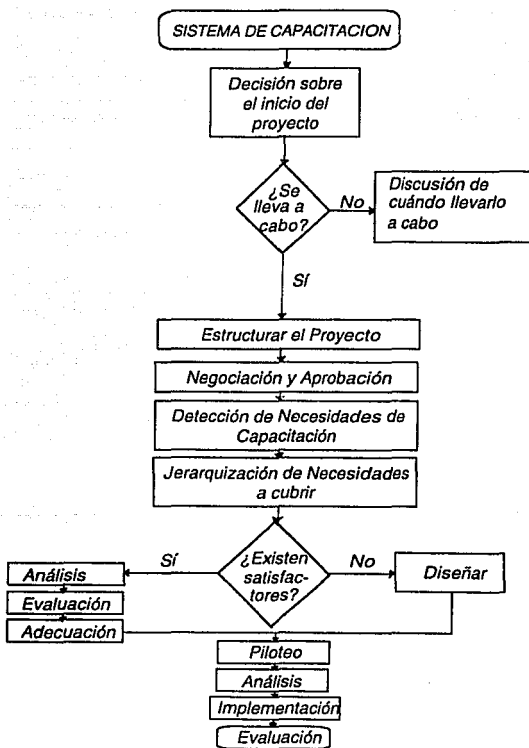 SISTEMA DE CAPACITACION
Decisión sobre
el inicio del
proyecto
¿Se
lleva a
cabo?
No
Discusión de
cuándo llevarlo
a cabo
Sí
Estructurar el Proyecto
Negociación y Aprobación
Detección de Necesidades de
Capacitación
Jerarquización de Necesidades
a cubrir
¿Existen
satisfac-
tores?
Sí
No
Análisis
Evaluación
Adecuación
Diseñar
Piloteo
Análisis
Implementación
Evaluación